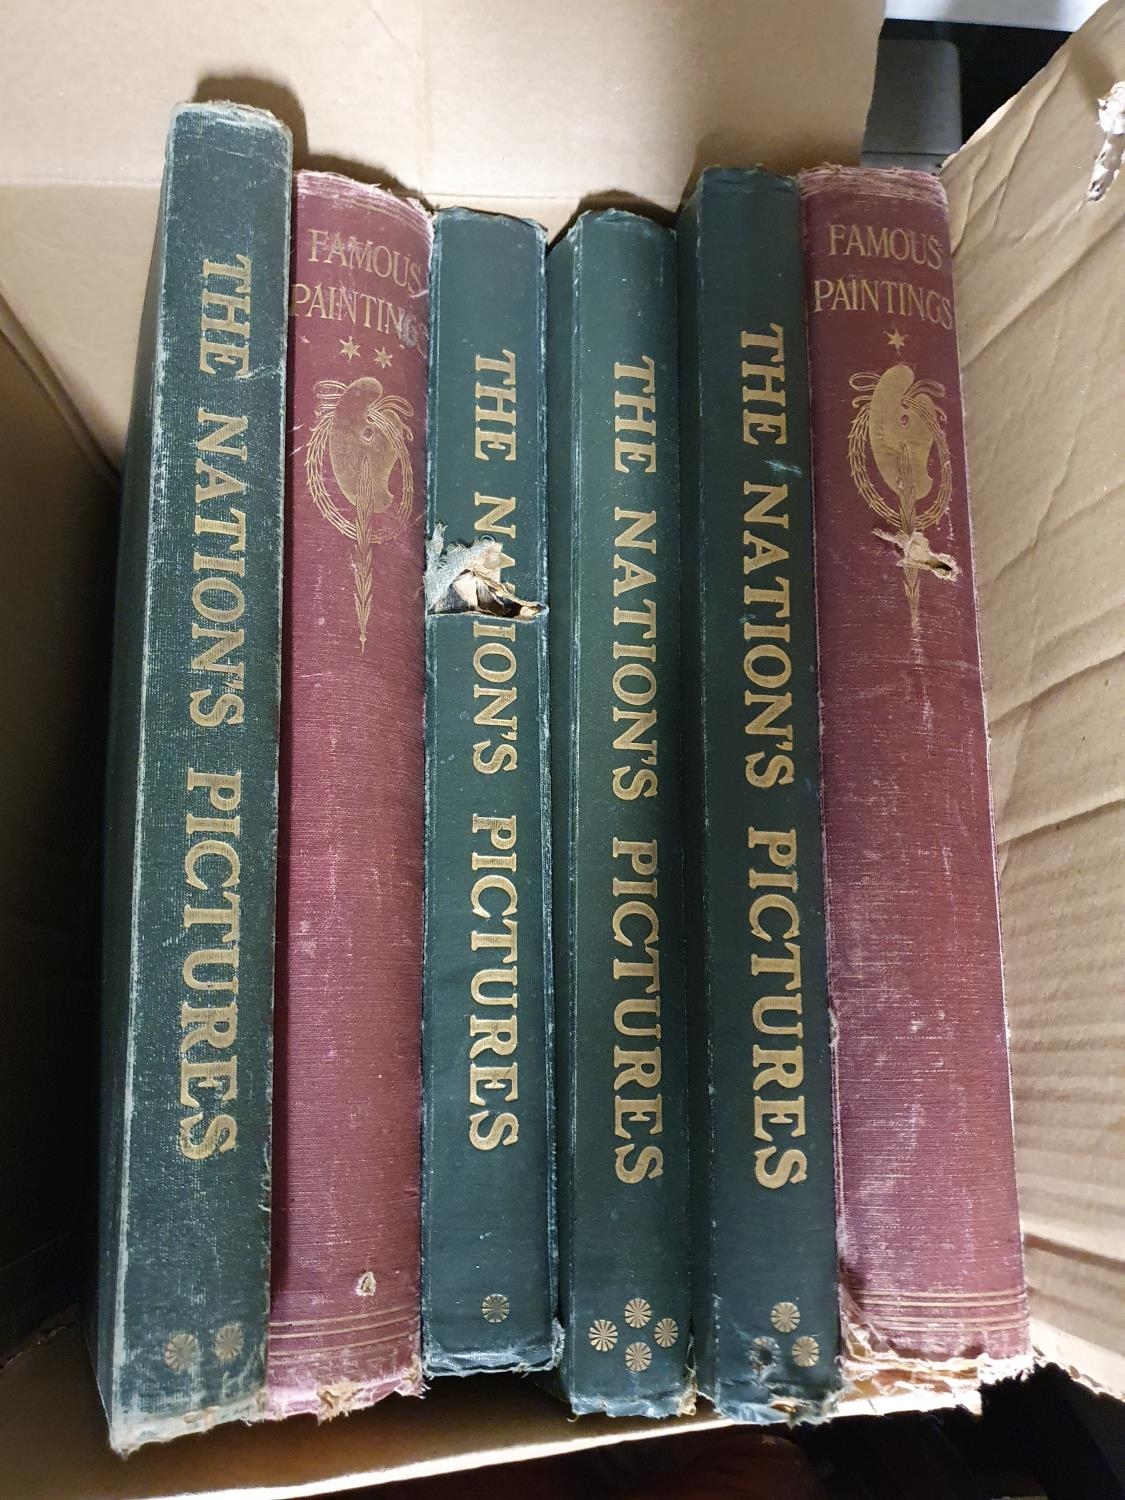 THE NATION'S PICTURES
FAMOUS
PAINTINGS
THE NATION'S PICTURES
THE NATION'S PICTURES
THE NATION'S PICTURES
FAMOUS
PAINTINGS